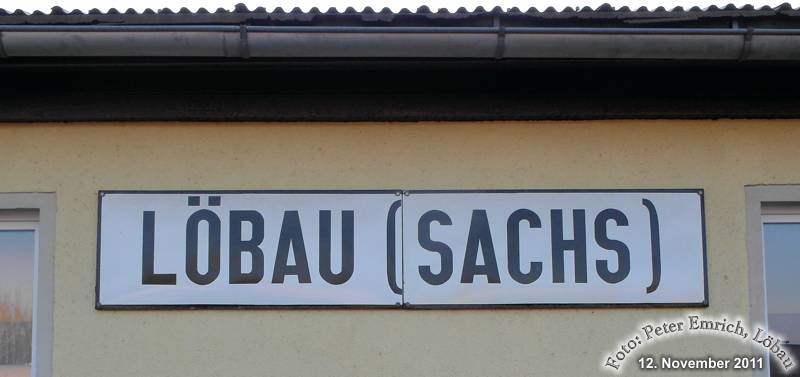 LÖBAU (SACHS)
Foto: Peter Emrich, Löbau
12. November 2011